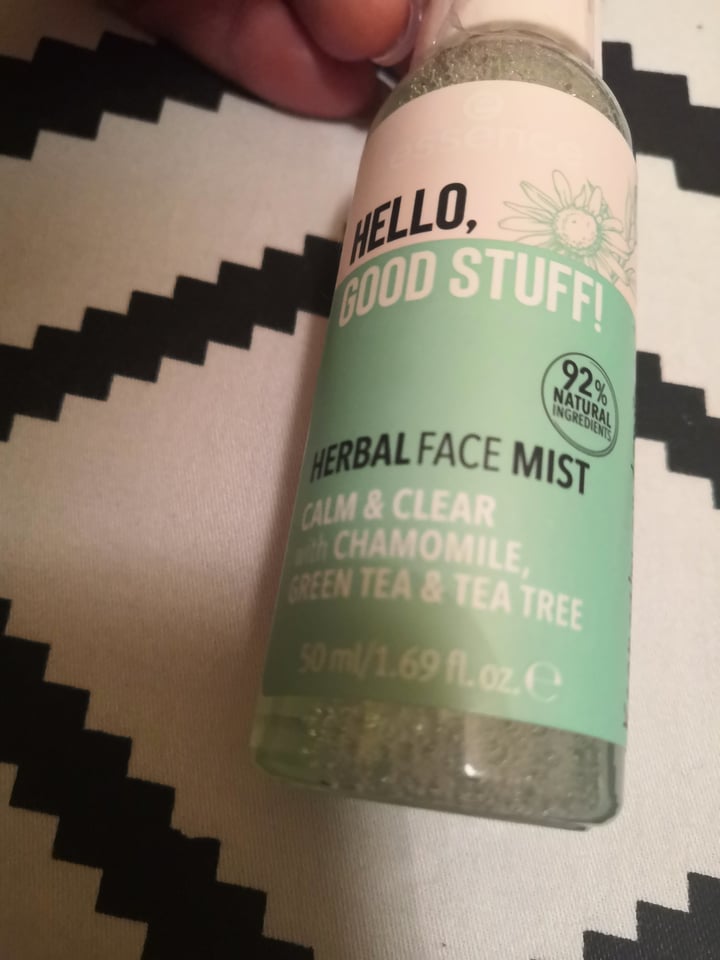 e
essence
HELLO,
GOOD STUFF!
92%
NATURAL
INGREDIENTS
HERBAL FACE MIST
CALM & CLEAR
with CHAMOMILE,
GREEN TEA & TEA TREE
50 ml/1.69 fl.oz. ℮